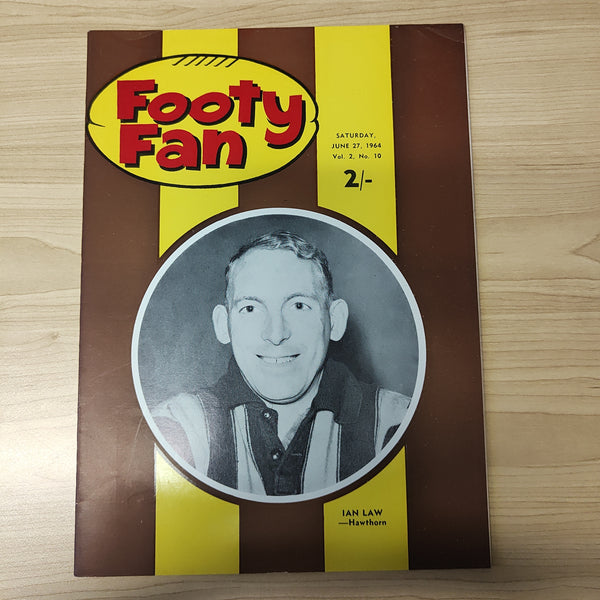 Footy
Fan
SATURDAY,
JUNE 27, 1964
Vol. 2, No. 10
2/-
IAN LAW
—Hawthorn